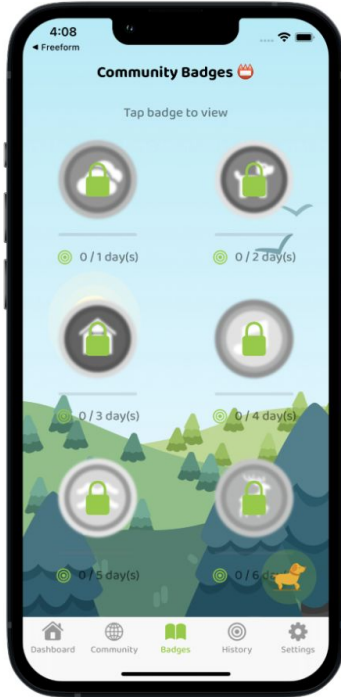 4:08
◀ Freeform
Community Badges 📛
Tap badge to view
0 / 1 day(s)
0 / 2 day(s)
0 / 3 day(s)
0 / 4 day(s)
0 / 5 day(s)
0 / 6 d
Dashboard
Community
Badges
History
Settings